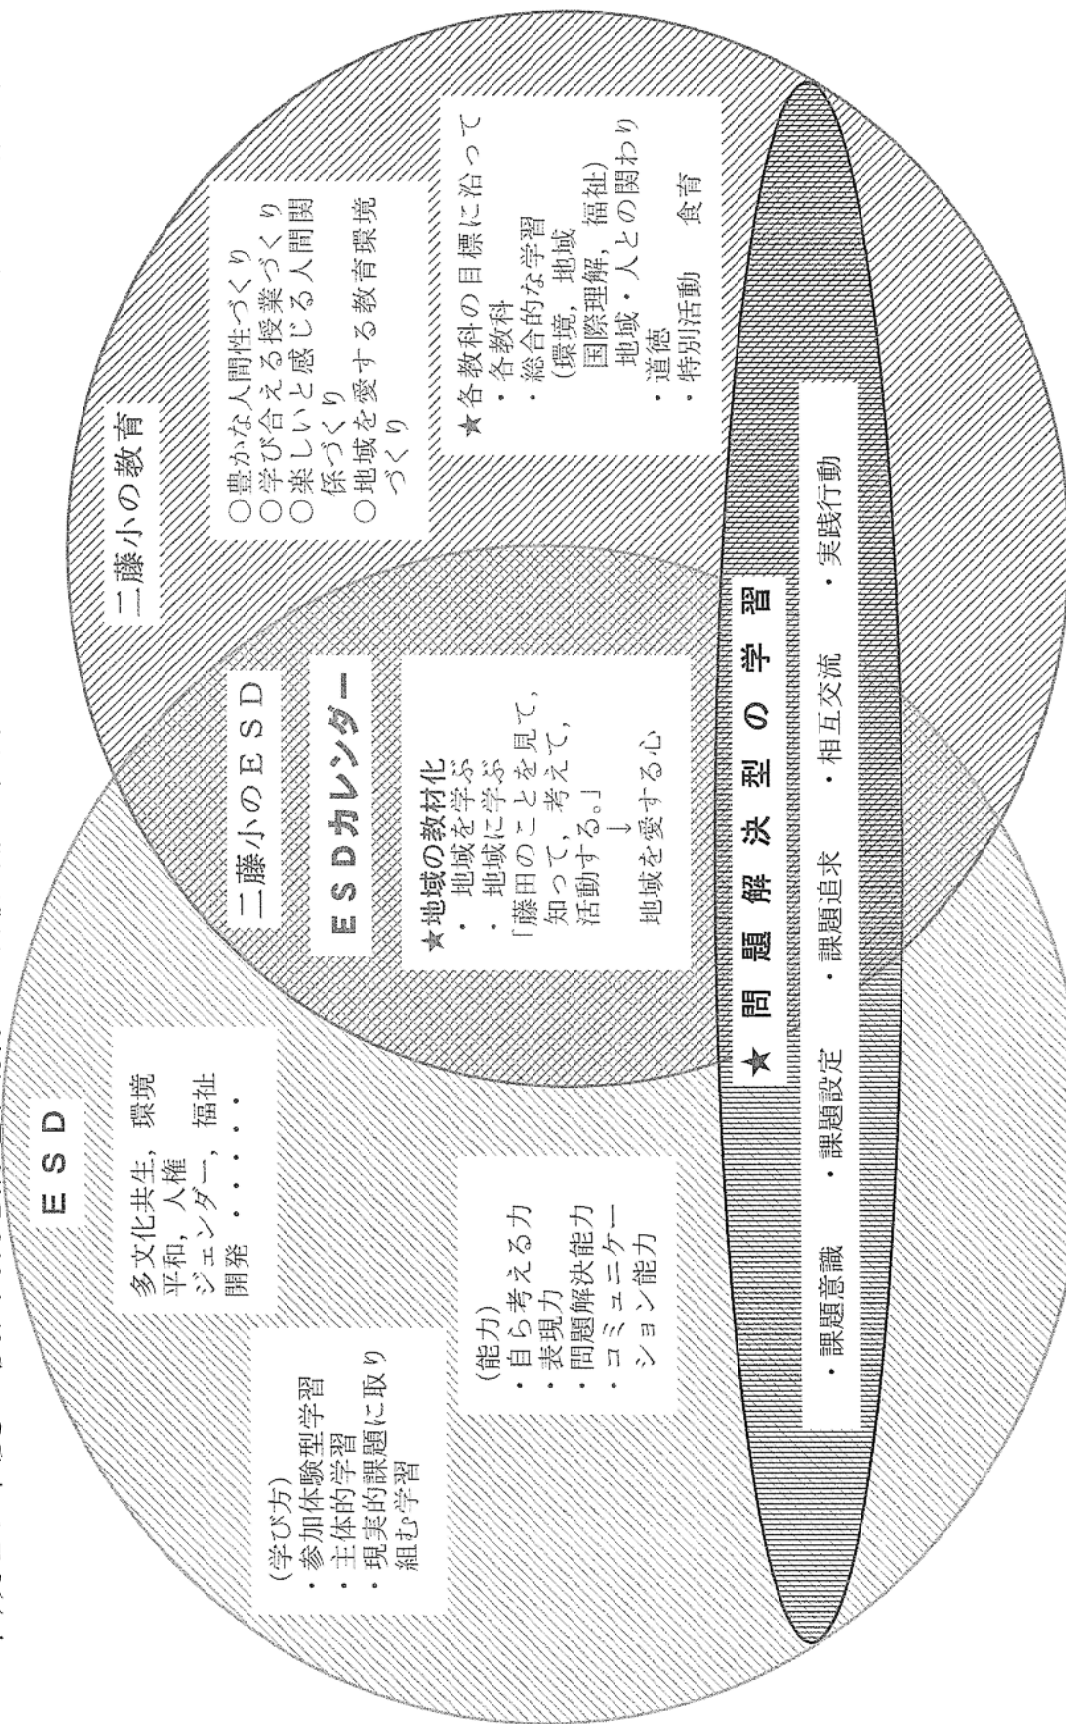 ＥＳＤ
多文化共生，環境
平和，人権
ジェンダー，福祉
開発・・・・・
(学び方)
・参加体験型学習
・主体的学習
・現実的課題に取り
組む学習
(能力)
・自ら考える力
・表現力
・問題解決能力
・コミュニケー
ション能力
二藤小のＥＳＤ
ＥＳＤカレンダー
★地域の教材化
・地域を学ぶ
・地域に学ぶ
「藤田のことを見て，
知って，考えて，
活動する。」
↓
地域を愛する心
二藤小の教育
○豊かな人間性づくり
○学び合える授業づくり
○楽しいと感じる人間関
係づくり
○地域を愛する教育環境
づくり
★各教科の目標に沿って
・各教科
・総合的な学習
(環境，地域
国際理解，福祉)
地域・人との関わり
・道徳
・特別活動　食育
★問題解決型の学習
・課題意識　・課題設定　・課題追求　・相互交流　・実践行動